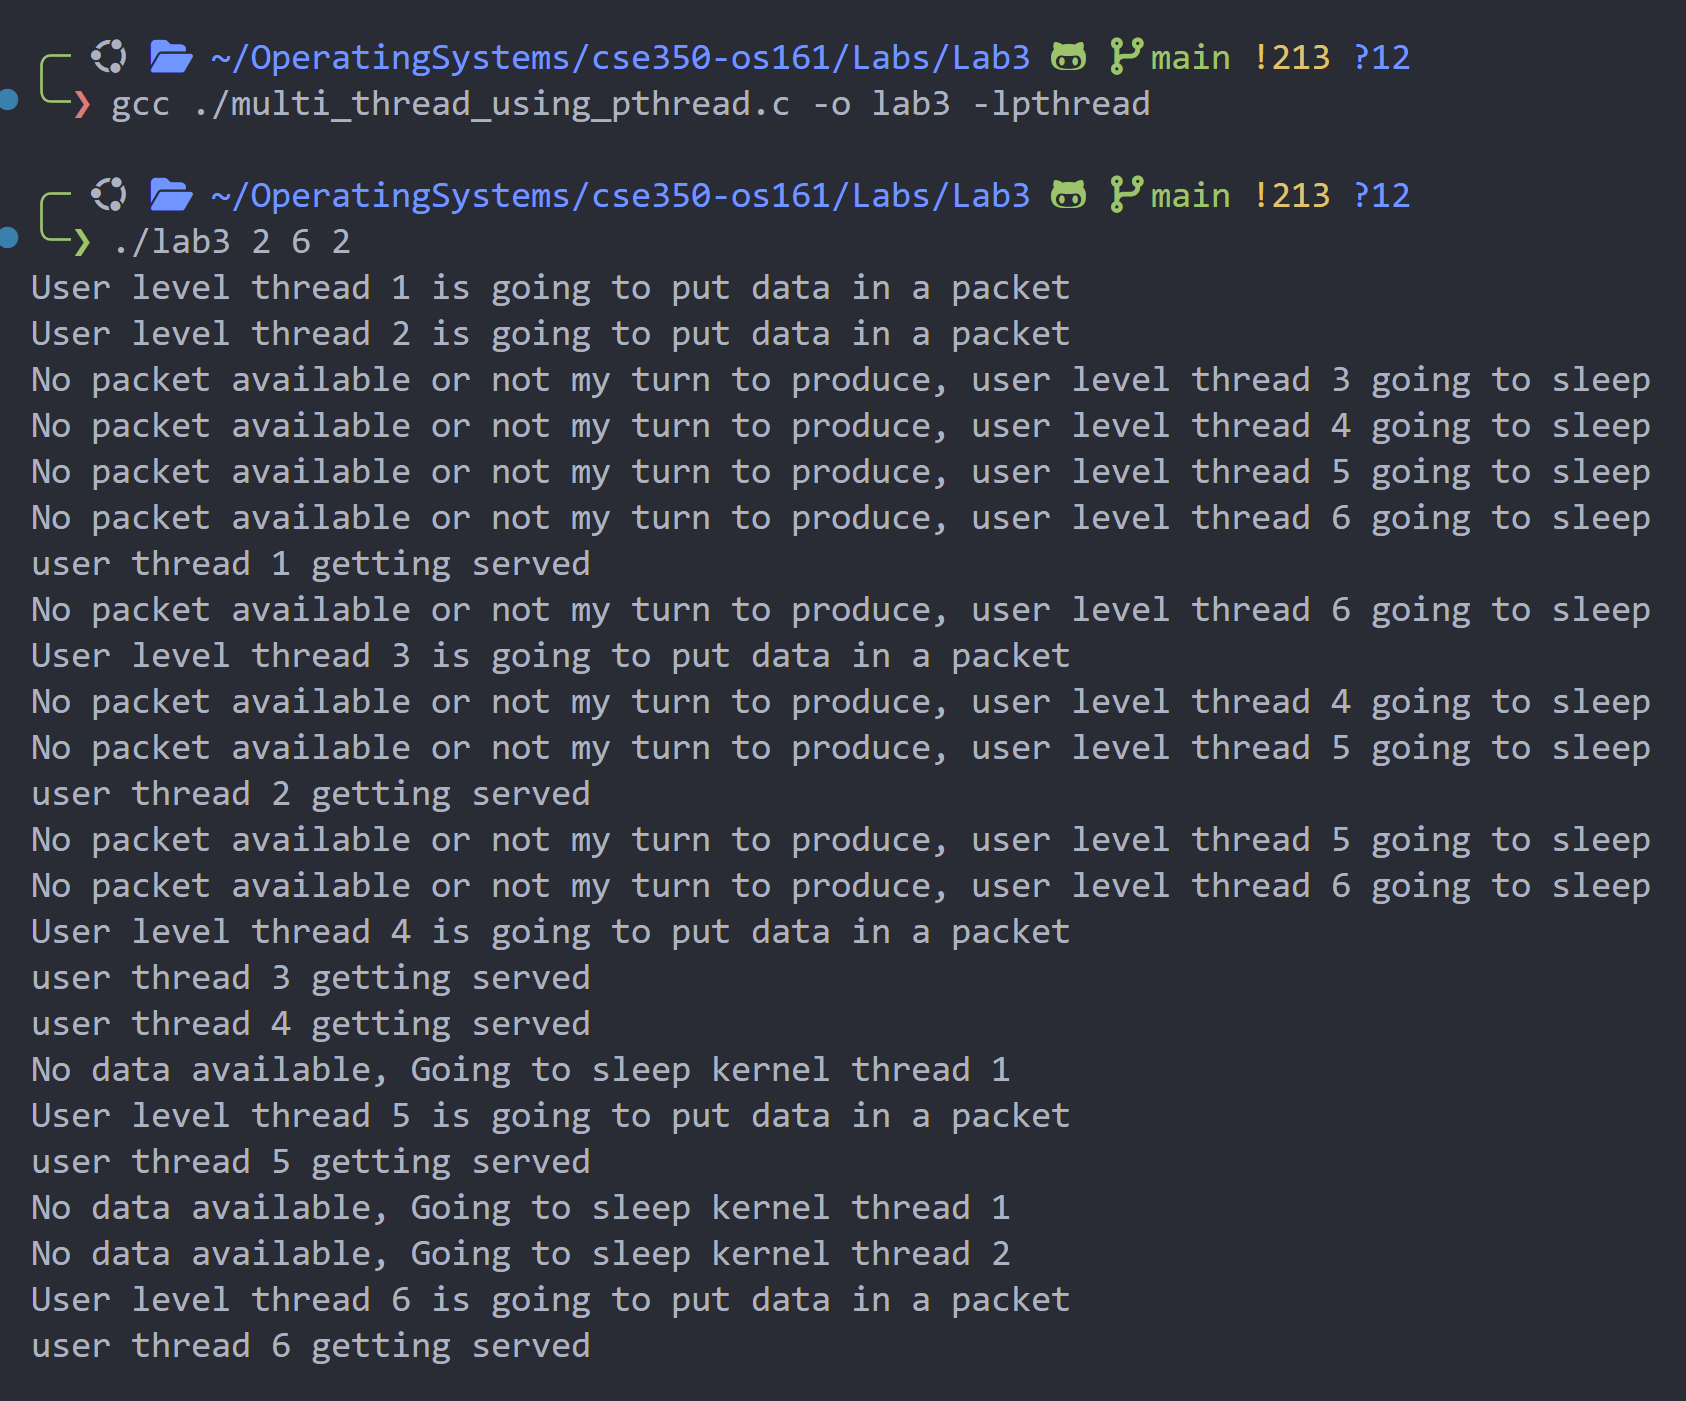 ~/OperatingSystems/cse350-os161/Labs/Lab3 main !213 ?12
❯ gcc ./multi_thread_using_pthread.c -o lab3 -lpthread
~/OperatingSystems/cse350-os161/Labs/Lab3 main !213 ?12
❯ ./lab3 2 6 2
User level thread 1 is going to put data in a packet
User level thread 2 is going to put data in a packet
No packet available or not my turn to produce, user level thread 3 going to sleep
No packet available or not my turn to produce, user level thread 4 going to sleep
No packet available or not my turn to produce, user level thread 5 going to sleep
No packet available or not my turn to produce, user level thread 6 going to sleep
user thread 1 getting served
No packet available or not my turn to produce, user level thread 6 going to sleep
User level thread 3 is going to put data in a packet
No packet available or not my turn to produce, user level thread 4 going to sleep
No packet available or not my turn to produce, user level thread 5 going to sleep
user thread 2 getting served
No packet available or not my turn to produce, user level thread 5 going to sleep
No packet available or not my turn to produce, user level thread 6 going to sleep
User level thread 4 is going to put data in a packet
user thread 3 getting served
user thread 4 getting served
No data available, Going to sleep kernel thread 1
User level thread 5 is going to put data in a packet
user thread 5 getting served
No data available, Going to sleep kernel thread 1
No data available, Going to sleep kernel thread 2
User level thread 6 is going to put data in a packet
user thread 6 getting served